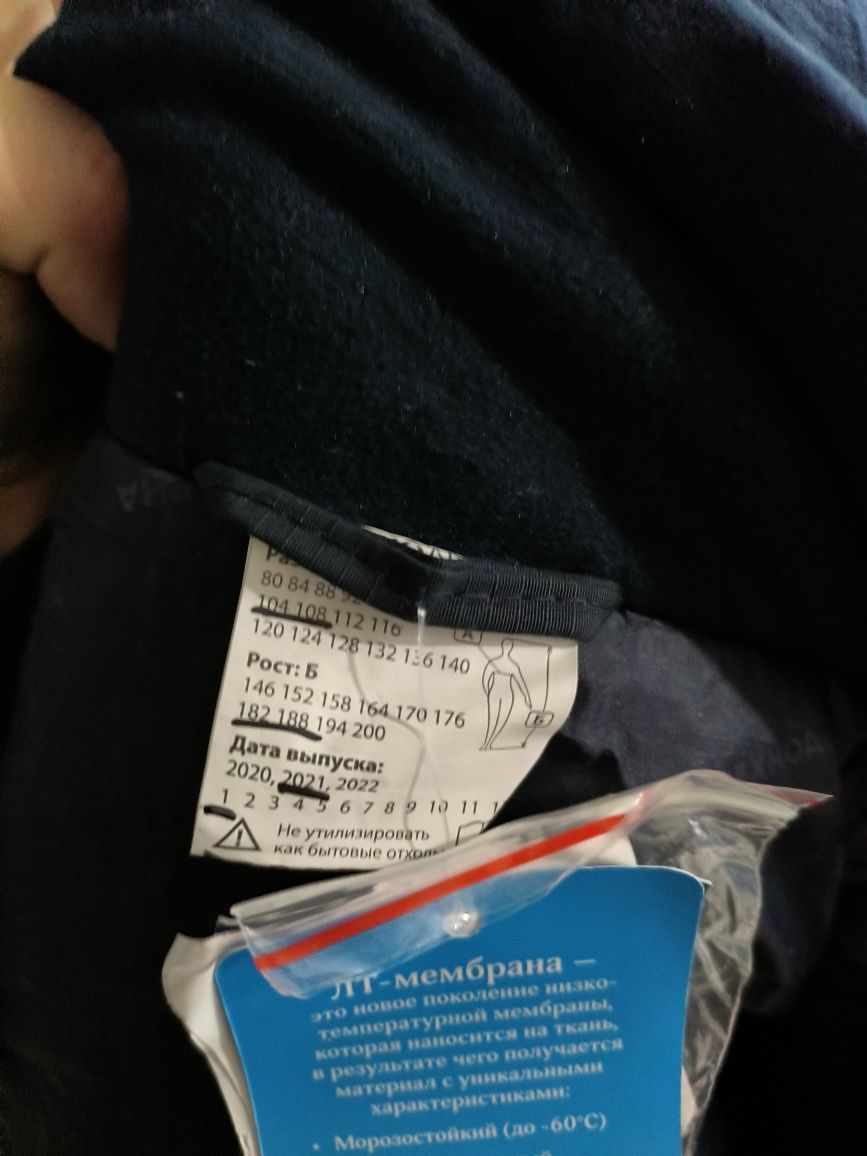 80 84 88 92
104 108 112 116
120 124 128 132 136 140
А
Рост: Б
146 152 158 164 170 176
182 188 194 200
Б
Дата выпуска:
2020, 2021, 2022
1 2 3 4 5 6 7 8 9 10 11
Не утилизировать
как бытовые
ЛТ-мембрана –
это новое поколение низко-
температурной мембраны,
которая наносится на ткань,
в результате чего получается
материал с уникальными
характеристиками:
• Морозостойкий (до -60°С)